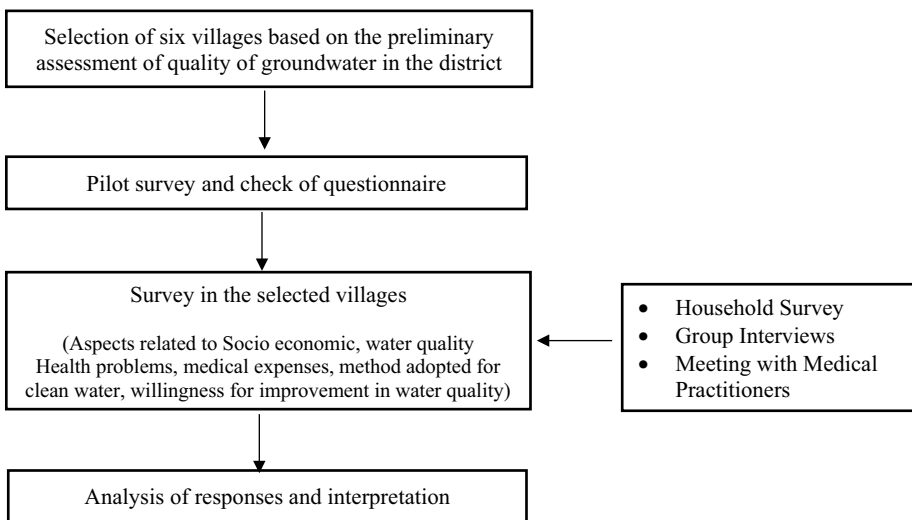 Selection of six villages based on the preliminary
assessment of quality of groundwater in the district
Pilot survey and check of questionnaire
Survey in the selected villages
(Aspects related to Socio economic, water quality
Health problems, medical expenses, method adopted for
clean water, willingness for improvement in water quality)
• Household Survey
• Group Interviews
• Meeting with Medical
Practitioners
Analysis of responses and interpretation